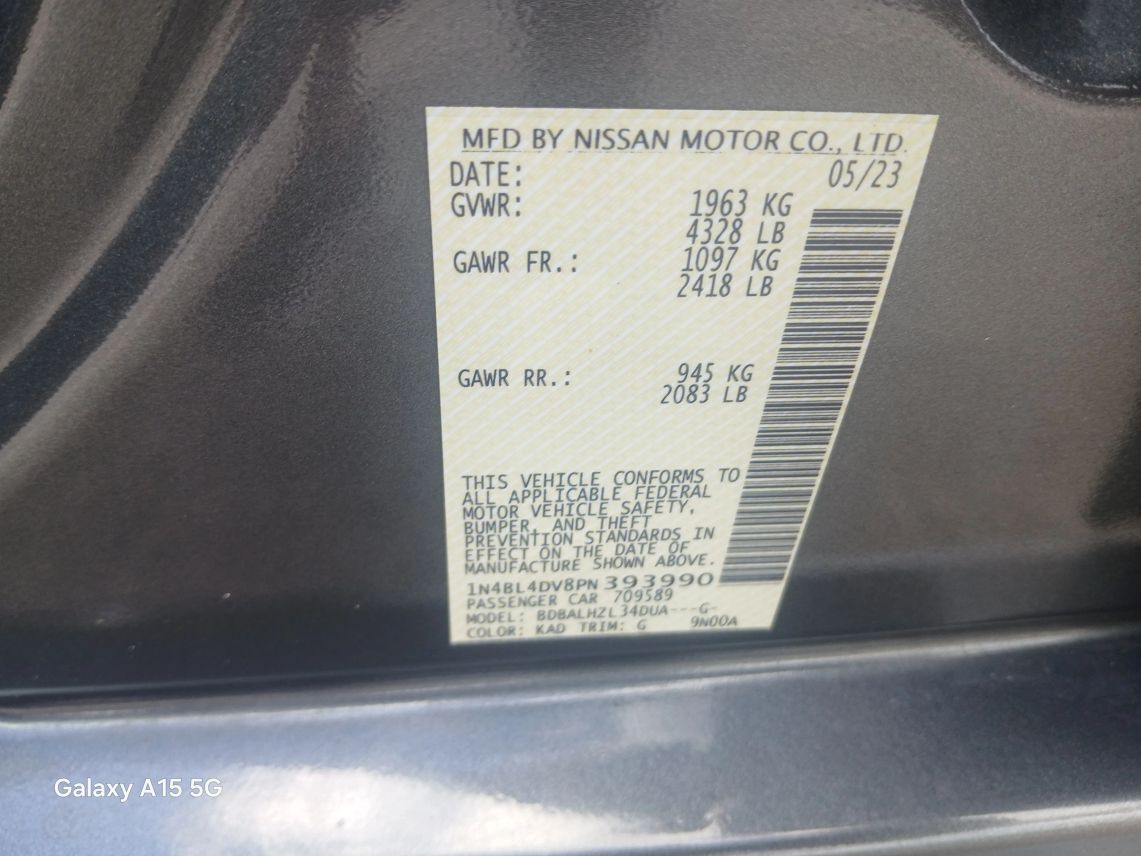 MFD BY NISSAN MOTOR CO., LTD.
DATE: 05/23
GVWR: 1963 KG
4328 LB
GAWR FR.: 1097 KG
2418 LB
GAWR RR.: 945 KG
2083 LB
THIS VEHICLE CONFORMS TO
ALL APPLICABLE FEDERAL
MOTOR VEHICLE SAFETY,
BUMPER, AND THEFT
PREVENTION STANDARDS IN
EFFECT ON THE DATE OF
MANUFACTURE SHOWN ABOVE.
1N4BL4DV8PN393990
PASSENGER CAR 709589
MODEL: BDBALHZL34DUA---G-
COLOR: KAD TRIM: G 9N00A
Galaxy A15 5G